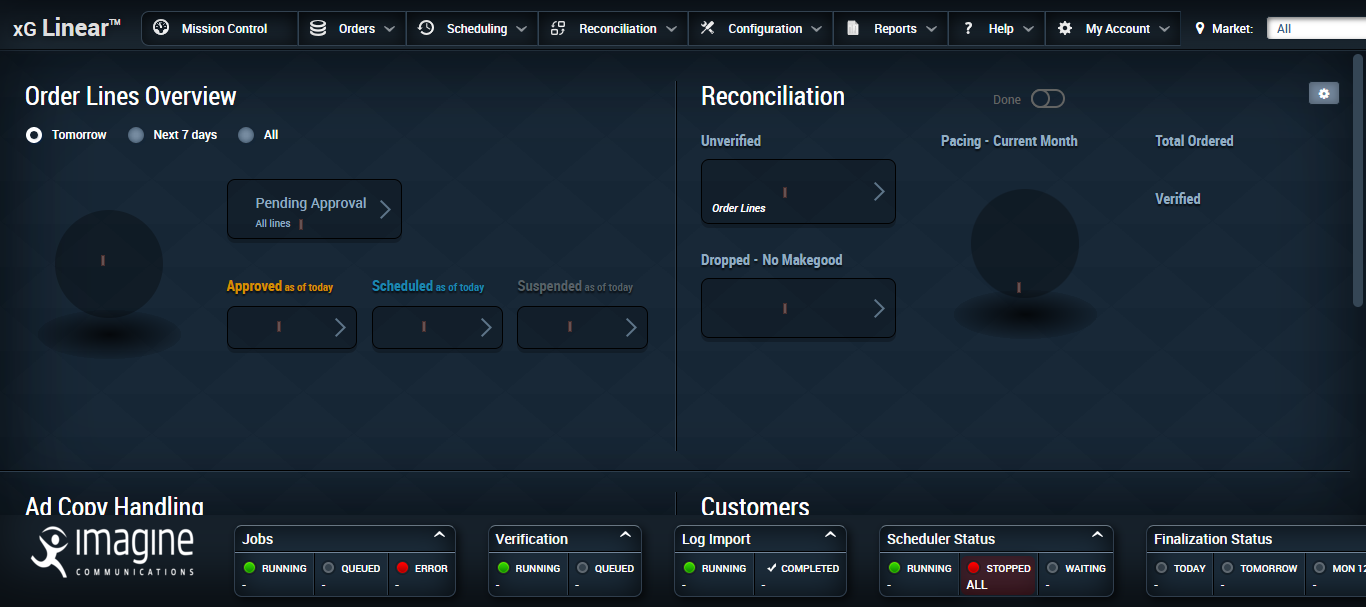 xG Linear™ Mission Control Orders Scheduling Reconciliation Configuration Reports ? Help My Account Market: All
Order Lines Overview
Tomorrow Next 7 days All
Pending Approval
All lines
Approved as of today Scheduled as of today Suspended as of today
Reconciliation
Done
Unverified
Order Lines
Dropped - No Makegood
Pacing - Current Month
Total Ordered
Verified
Ad Copy Handling
Customers
imagine
COMMUNICATIONS
Jobs
RUNNING QUEUED ERROR
- - -
Verification
RUNNING QUEUED
- -
Log Import
RUNNING COMPLETED
- -
Scheduler Status
RUNNING STOPPED WAITING
- ALL -
Finalization Status
TODAY TOMORROW MON 12
- - -